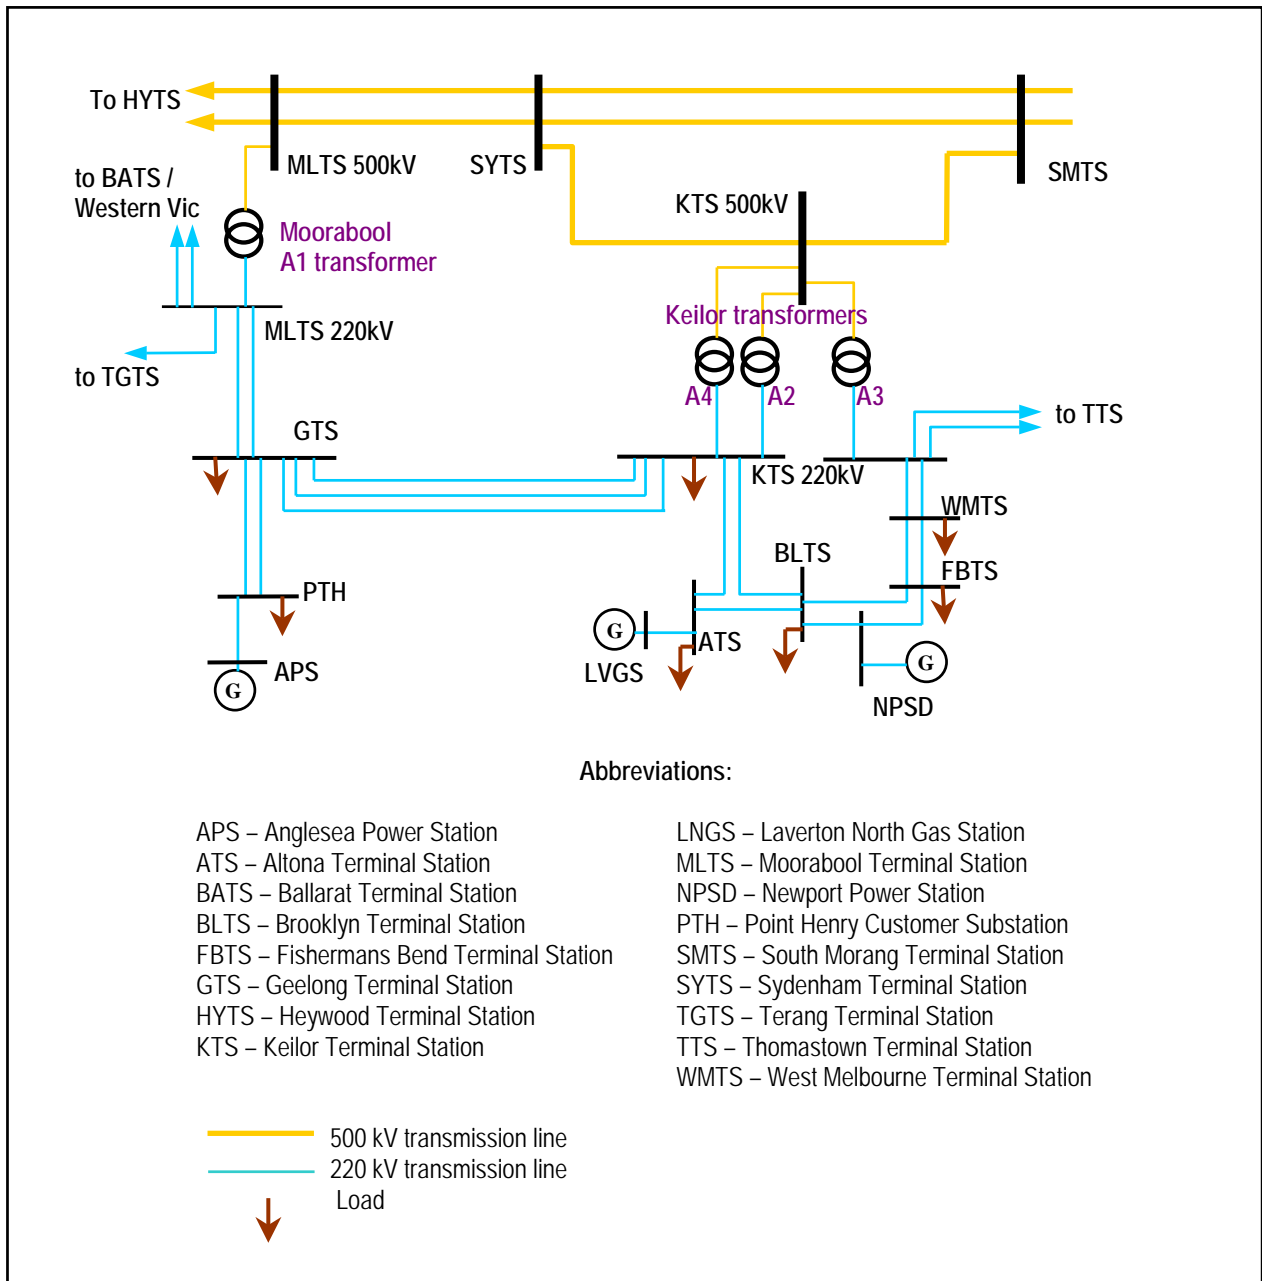 To HYTS
MLTS 500kV
SYTS
SMTS
to BATS /
Western Vic
KTS 500kV
Moorabool
A1 transformer
Keilor transformers
MLTS 220kV
to TGTS
A4
A2
A3
to TTS
GTS
KTS 220kV
WMTS
BLTS
FBTS
PTH
G
ATS
LVGS
APS
G
G
NPSD
Abbreviations:
APS – Anglesea Power Station
ATS – Altona Terminal Station
BATS – Ballarat Terminal Station
BLTS – Brooklyn Terminal Station
FBTS – Fishermans Bend Terminal Station
GTS – Geelong Terminal Station
HYTS – Heywood Terminal Station
KTS – Keilor Terminal Station
LNGS – Laverton North Gas Station
MLTS – Moorabool Terminal Station
NPSD – Newport Power Station
PTH – Point Henry Customer Substation
SMTS – South Morang Terminal Station
SYTS – Sydenham Terminal Station
TGTS – Terang Terminal Station
TTS – Thomastown Terminal Station
WMTS – West Melbourne Terminal Station
500 kV transmission line
220 kV transmission line
Load